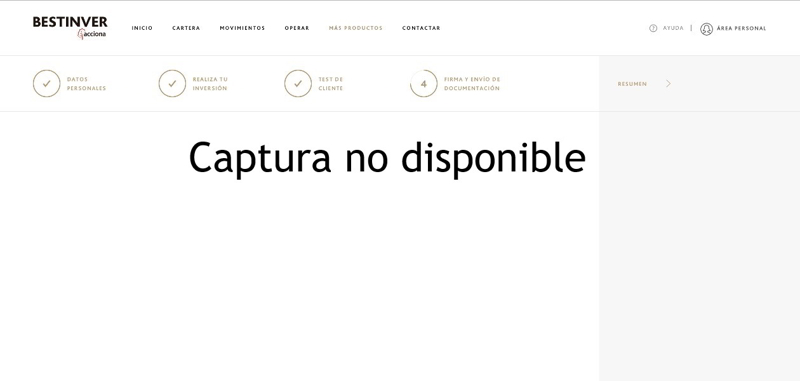 BESTINVER
acciona
INICIO
CARTERA
MOVIMIENTOS
OPERAR
MÁS PRODUCTOS
CONTACTAR
AYUDA
ÁREA PERSONAL
DATOS
PERSONALES
REALIZA TU
INVERSIÓN
TEST DE
CLIENTE
4
FIRMA Y ENVÍO DE
DOCUMENTACIÓN
RESUMEN
Captura no disponible